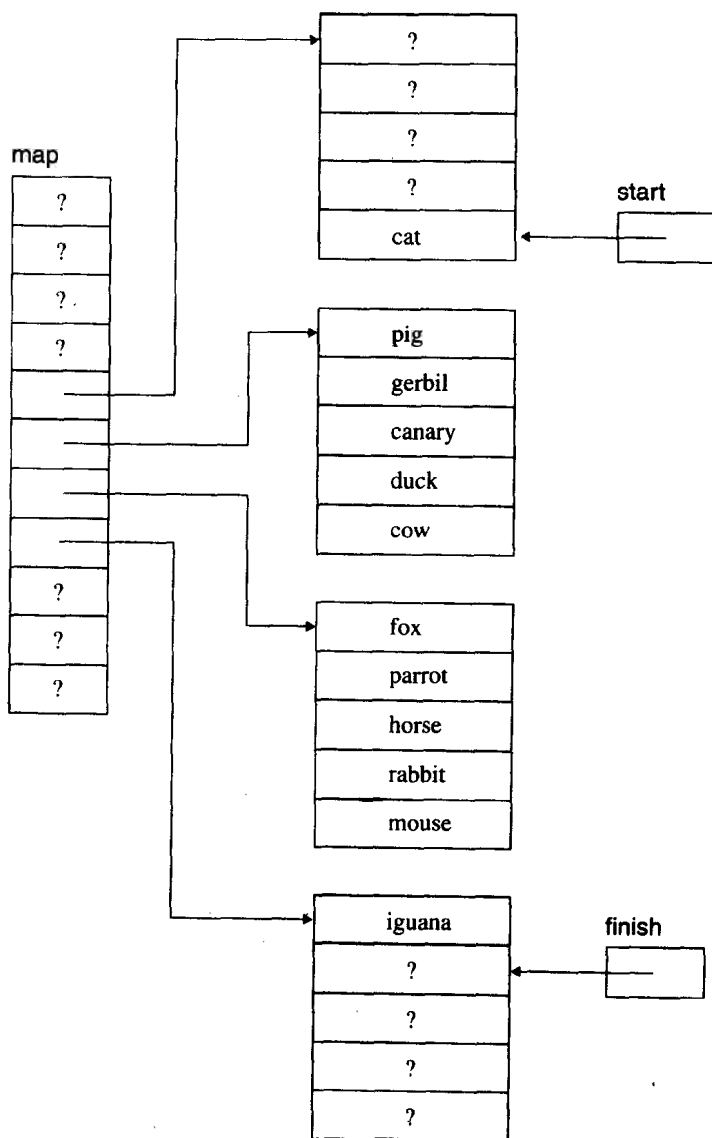 map
?
?
?
?
?
?
?
?
?
?
?
cat
start
pig
gerbil
canary
duck
cow
fox
parrot
horse
rabbit
mouse
iguana
?
?
?
?
finish